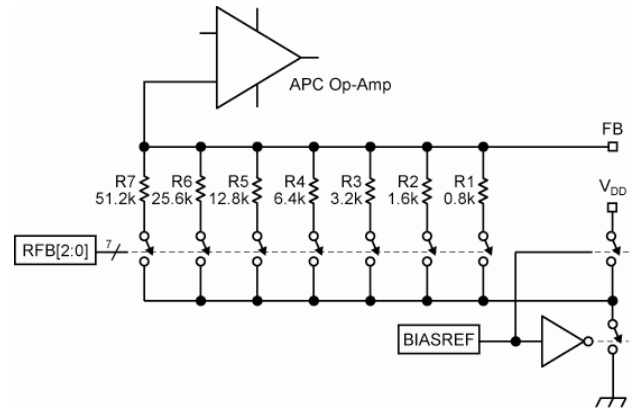 APC Op-Amp
FB
R7 R6 R5 R4 R3 R2 R1
51.2k 25.6k 12.8k 6.4k 3.2k 1.6k 0.8k
VDD
RFB[2:0]
7
BIASREF